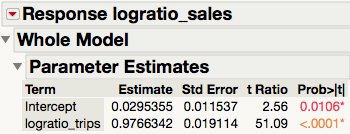 Response logratio_sales
Whole Model
Parameter Estimates
Term Estimate Std Error t Ratio Prob>|t|
Intercept 0.0295355 0.011537 2.56 0.0106*
logratio_trips 0.9766342 0.019114 51.09 <.0001*